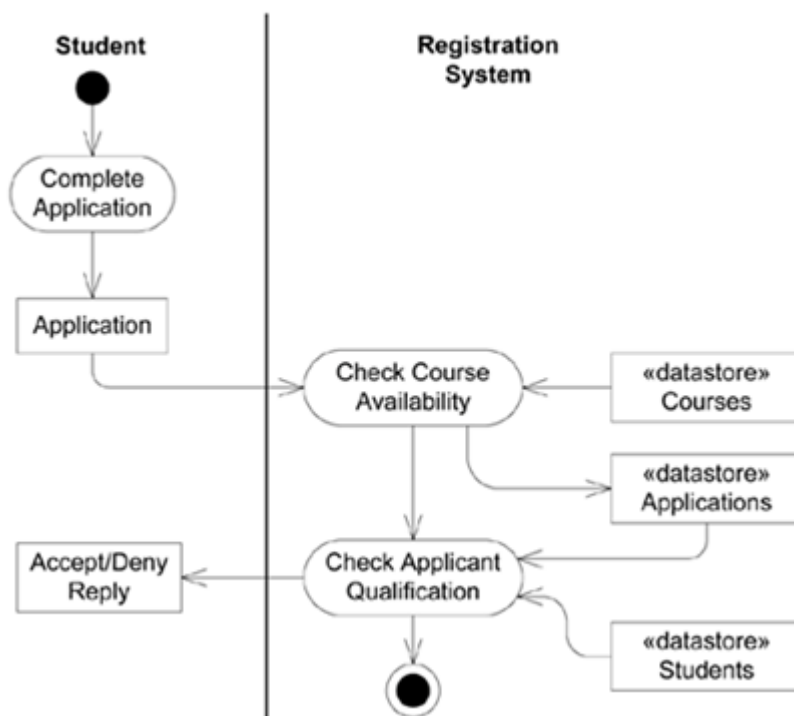 Student
Registration
System
Complete
Application
Application
Check Course
Availability
«datastore»
Courses
«datastore»
Applications
Accept/Deny
Reply
Check Applicant
Qualification
«datastore»
Students